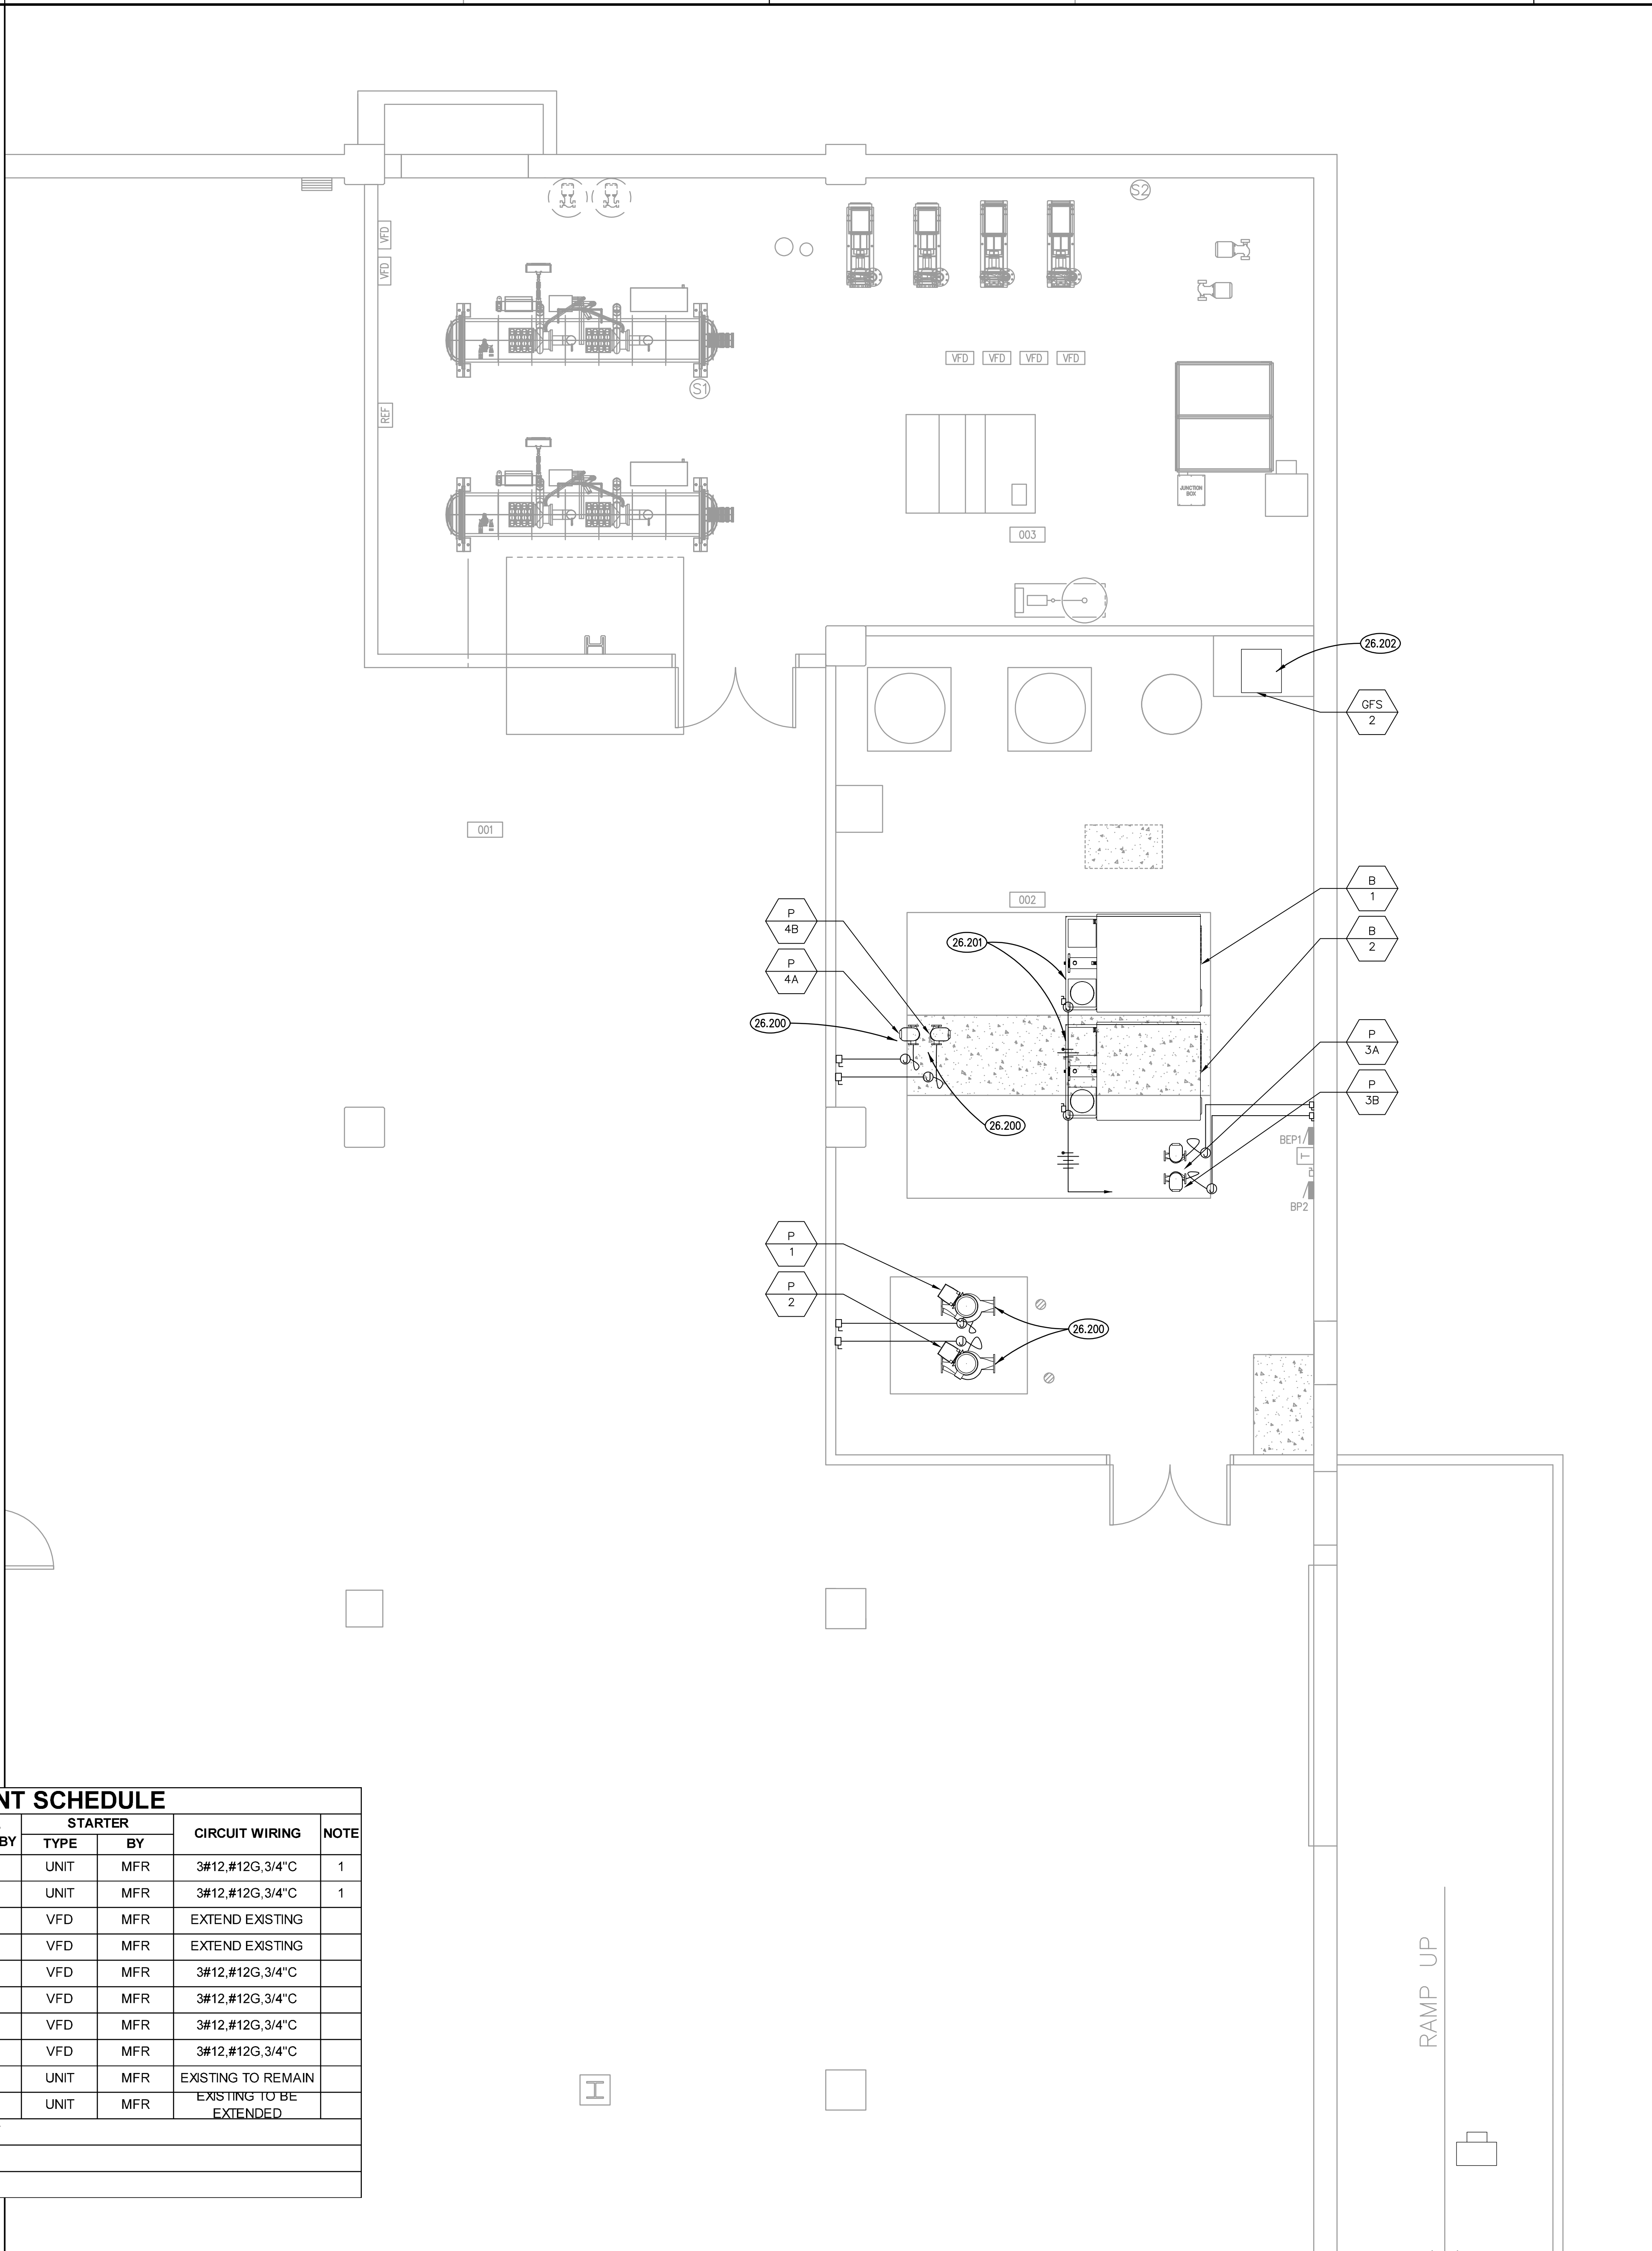 S2
VFD
VFD
S1
VFD VFD VFD VFD
REF
JUNCTION
BOX
003
26.202
GFS
2
001
002
B
1
P
4B
26.201
B
2
P
4A
26.200
P
3A
P
3B
26.200
BEP1
T
BP2
P
1
P
2
26.200
RAMP UP
NT SCHEDULE
BY
STARTER
TYPE BY
CIRCUIT WIRING NOTE
UNIT MFR 3#12,#12G,3/4"C 1
UNIT MFR 3#12,#12G,3/4"C 1
VFD MFR EXTEND EXISTING
VFD MFR EXTEND EXISTING
VFD MFR 3#12,#12G,3/4"C
VFD MFR 3#12,#12G,3/4"C
VFD MFR 3#12,#12G,3/4"C
VFD MFR 3#12,#12G,3/4"C
UNIT MFR EXISTING TO REMAIN
UNIT MFR EXISTING TO BE
EXTENDED